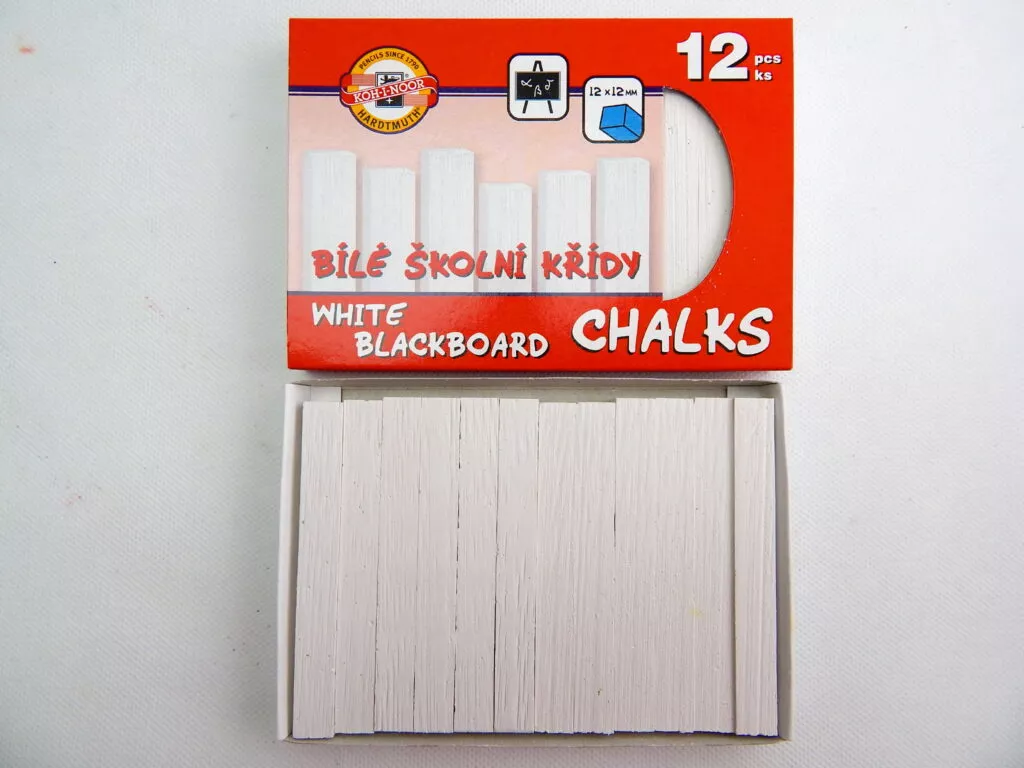 PENCILS SINCE 1790
KOH-I-NOOR
HARDTMUTH
α β γ
12 x 12 MM
12 pcs
ks
BÍLÉ ŠKOLNÍ KŘÍDY
WHITE
BLACKBOARD
CHALKS